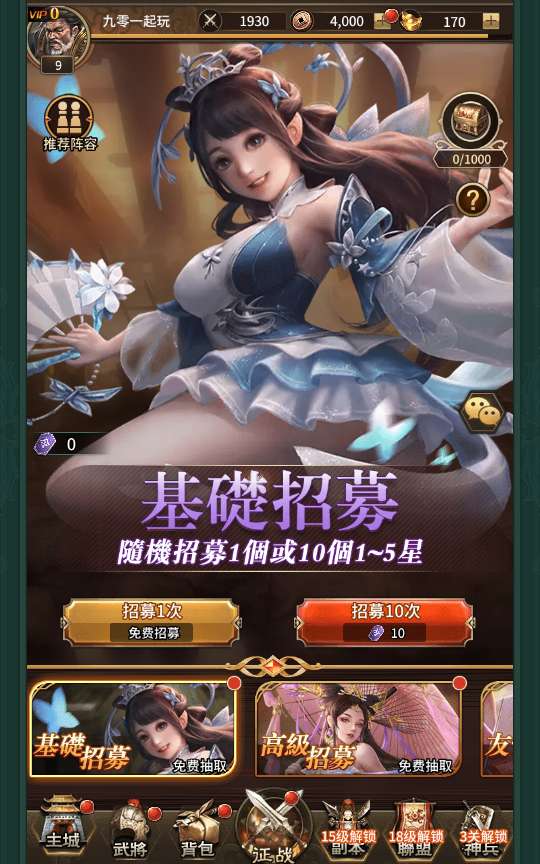 VIP 0
九零一起玩
1930
4,000
170
9
推荐阵容
0/1000
?
0
基礎招募
隨機招募1個或10個1~5星
招募1次
免费招募
招募10次
10
基礎招募
免费抽取
高級招募
免费抽取
友
主城
武將
背包
征战
15级解锁
副本
18级解锁
聯盟
3关解锁
神兵